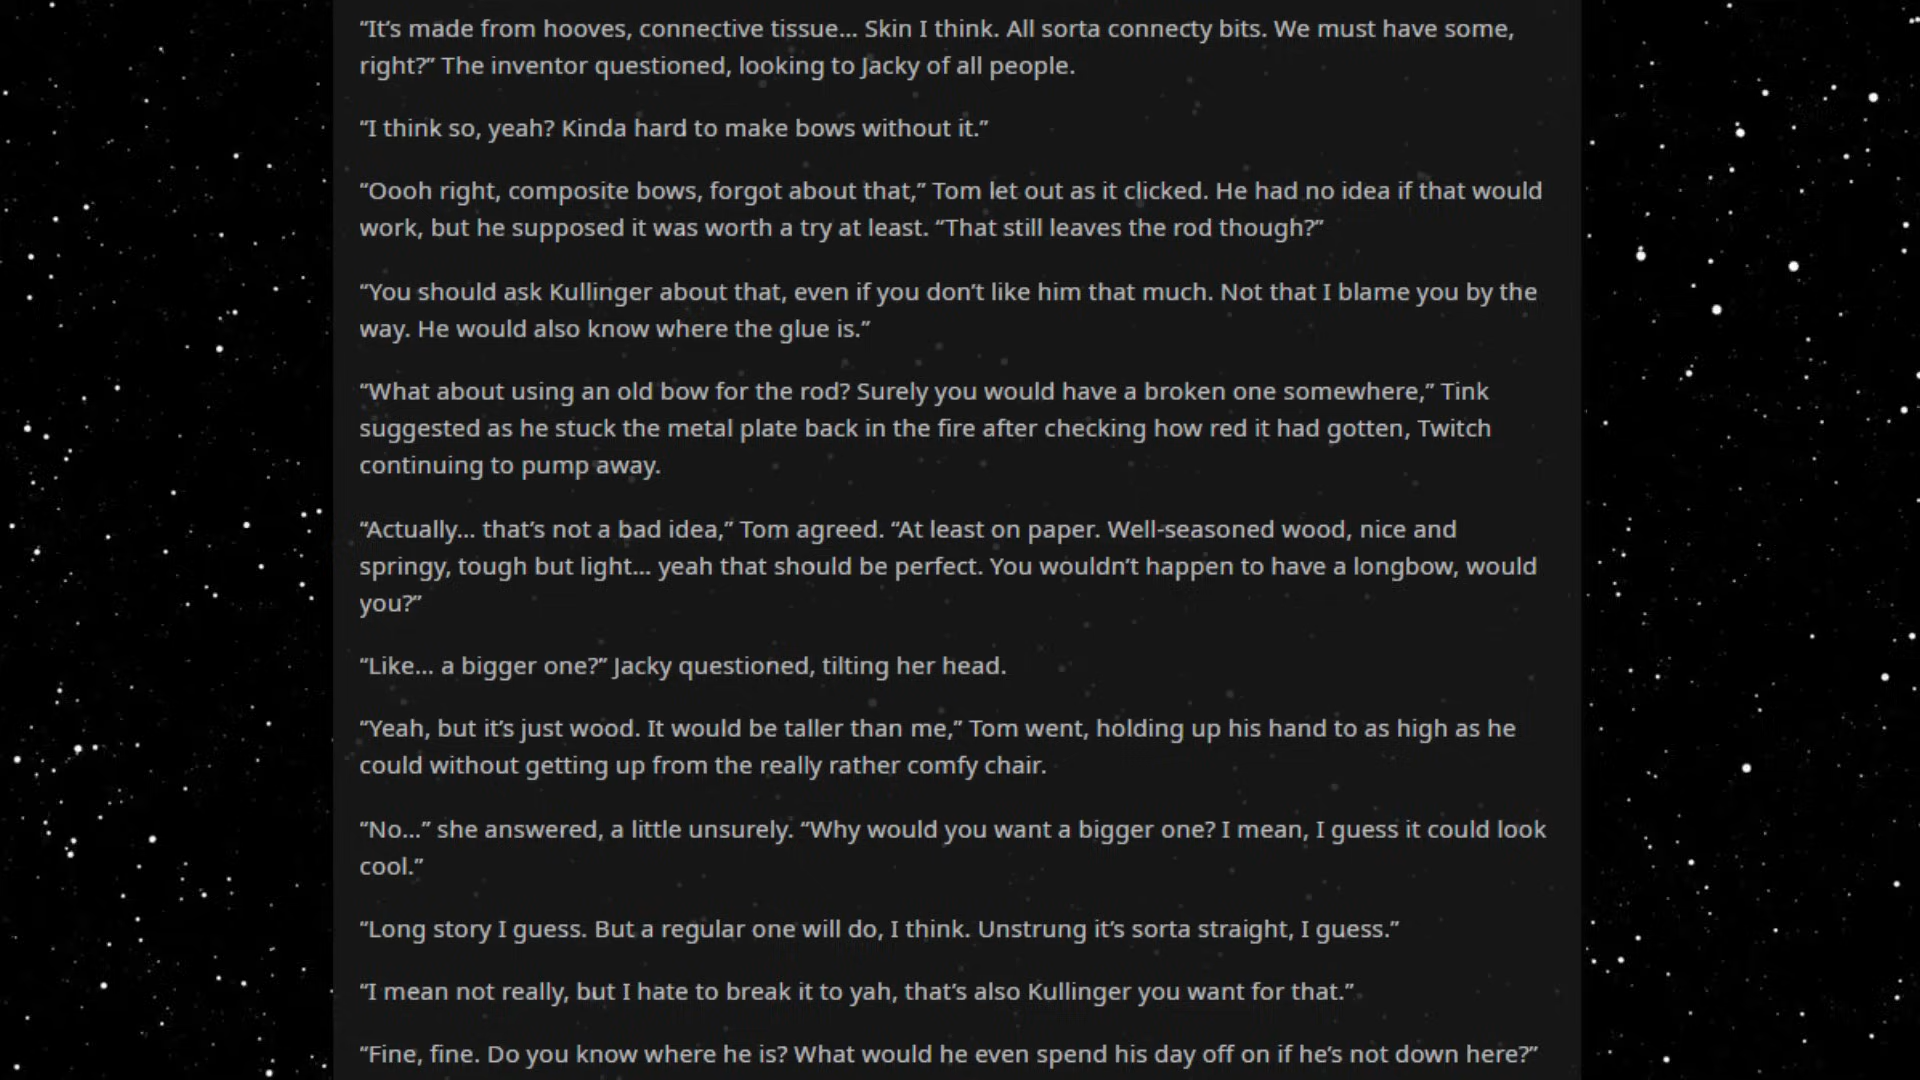 “It’s made from hooves, connective tissue… Skin I think. All sorta connecty bits. We must have some,
right?” The inventor questioned, looking to Jacky of all people.
“I think so, yeah? Kinda hard to make bows without it.”
“Oooh right, composite bows, forgot about that,” Tom let out as it clicked. He had no idea if that would
work, but he supposed it was worth a try at least. “That still leaves the rod though?”
“You should ask Kullinger about that, even if you don’t like him that much. Not that I blame you by the
way. He would also know where the glue is.”
“What about using an old bow for the rod? Surely you would have a broken one somewhere,” Tink
suggested as he stuck the metal plate back in the fire after checking how red it had gotten, Twitch
continuing to pump away.
“Actually… that’s not a bad idea,” Tom agreed. “At least on paper. Well-seasoned wood, nice and
springy, tough but light… yeah that should be perfect. You wouldn’t happen to have a longbow, would
you?”
“Like… a bigger one?” Jacky questioned, tilting her head.
“Yeah, but it’s just wood. It would be taller than me,” Tom went, holding up his hand to as high as he
could without getting up from the really rather comfy chair.
“No…” she answered, a little unsurely. “Why would you want a bigger one? I mean, I guess it could look
cool.”
“Long story I guess. But a regular one will do, I think. Unstrung it’s sorta straight, I guess.”
“I mean not really, but I hate to break it to yah, that’s also Kullinger you want for that.”
“Fine, fine. Do you know where he is? What would he even spend his day off on if he’s not down here?”